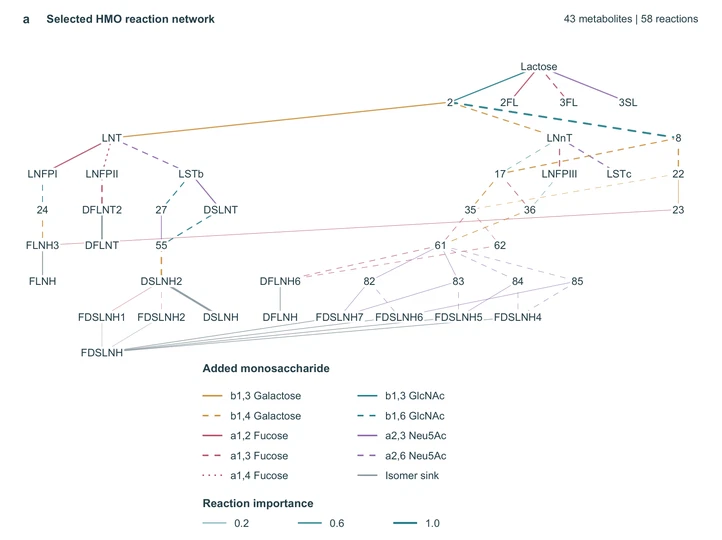 a Selected HMO reaction network 43 metabolites | 58 reactions
Lactose
2 2FL 3FL 3SL
LNT LNnT 8
LNFPI LNFPII LSTb 17 LNFPIII LSTc 22
24 DFLNT2 27 DSLNT 35 36 23
FLNH3 DFLNT 55 61 62
FLNH DSLNH2 DFLNH6 82 83 84 85
FDSLNH1 FDSLNH2 DSLNH DFLNH FDSLNH7 FDSLNH6 FDSLNH5 FDSLNH4
FDSLNH
Added monosaccharide
b1,3 Galactose b1,3 GlcNAc
b1,4 Galactose b1,6 GlcNAc
a1,2 Fucose a2,3 Neu5Ac
a1,3 Fucose a2,6 Neu5Ac
a1,4 Fucose Isomer sink
Reaction importance
0.2 0.6 1.0